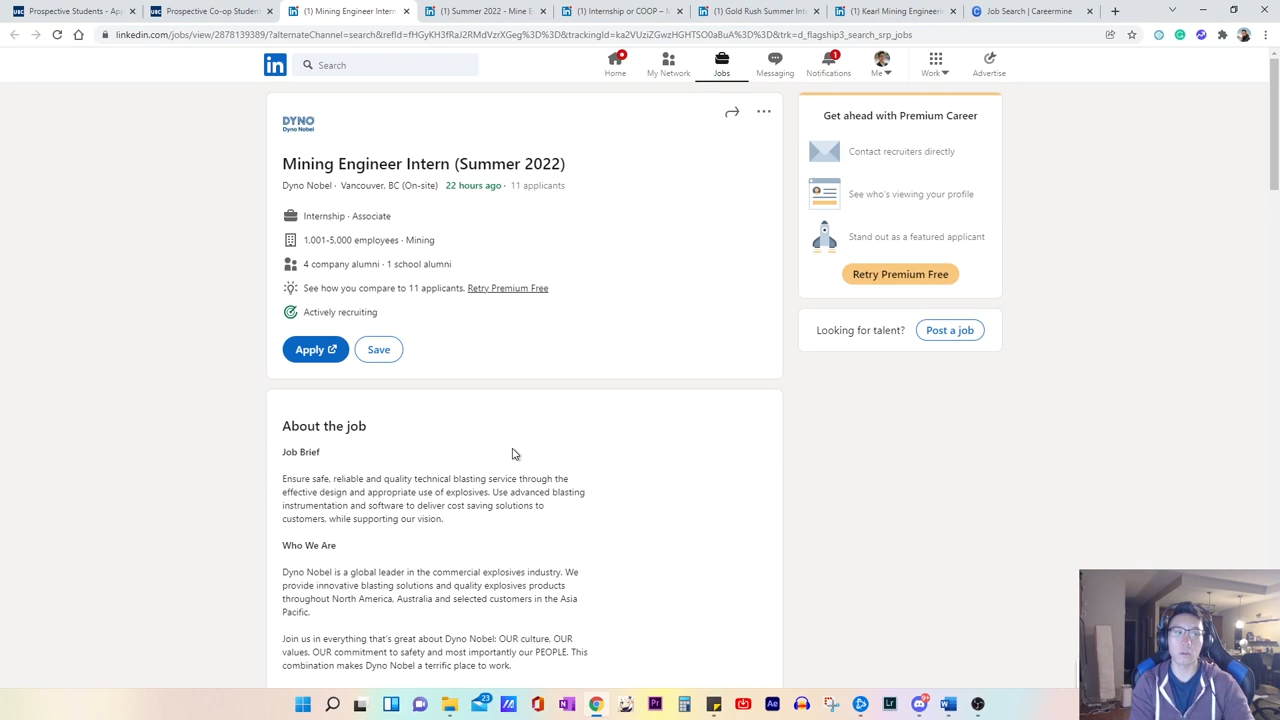 Prospective Students - App
Prospective Co-op Student
(1) Mining Engineer Intern
(1) Summer 2022 - Mine E
(1) Internship or COOP - M
(1) Gold Rush Summer Inte
(1) Kearl Mining Engineerin
Job Search | Careermine
linkedin.com/jobs/view/2878139389/?alternateChannel=search&refId=fHGyKH3fRaJ2RMdVzrXGeg%3D%3D&trackingId=ka2VUziZGwzHGHTSO0aBuA%3D%3D&trk=d_flagship3_search_srp_jobs
in
Search
Home
My Network
Jobs
Messaging
1
Notifications
Me
Work
Advertise
DYNO
Dyno Nobel
Mining Engineer Intern (Summer 2022)
Dyno Nobel · Vancouver, BC (On-site) 22 hours ago · 11 applicants
Internship · Associate
1,001-5,000 employees · Mining
4 company alumni · 1 school alumni
See how you compare to 11 applicants. Retry Premium Free
Actively recruiting
Apply
Save
About the job
Job Brief
Ensure safe, reliable and quality technical blasting service through the
effective design and appropriate use of explosives. Use advanced blasting
instrumentation and software to deliver cost saving solutions to
customers, while supporting our vision.
Who We Are
Dyno Nobel is a global leader in the commercial explosives industry. We
provide innovative blasting solutions and quality explosives products
throughout North America, Australia and selected customers in the Asia
Pacific.
Join us in everything that's great about Dyno Nobel: OUR culture, OUR
values, OUR commitment to safety and most importantly our PEOPLE. This
combination makes Dyno Nobel a terrific place to work.
Get ahead with Premium Career
Contact recruiters directly
See who's viewing your profile
Stand out as a featured applicant
Retry Premium Free
Looking for talent?
Post a job
23
Pr
Ae
Lr
9+
W